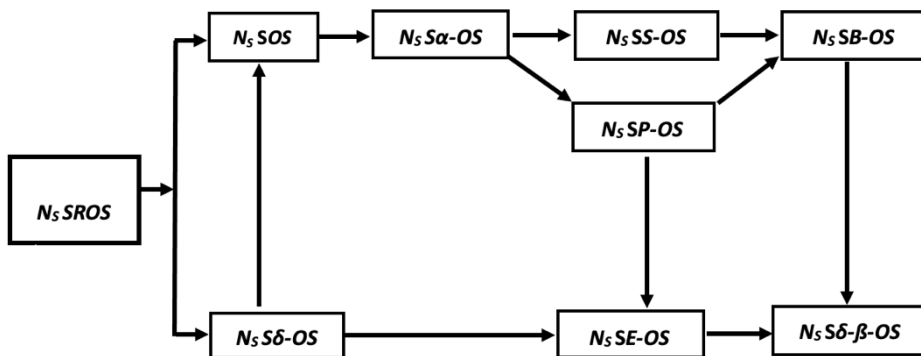 N_S SOS
N_S Sα-OS
N_S SS-OS
N_S SB-OS
N_S SP-OS
N_S SROS
N_S Sδ-OS
N_S SE-OS
N_S Sδ-ß-OS